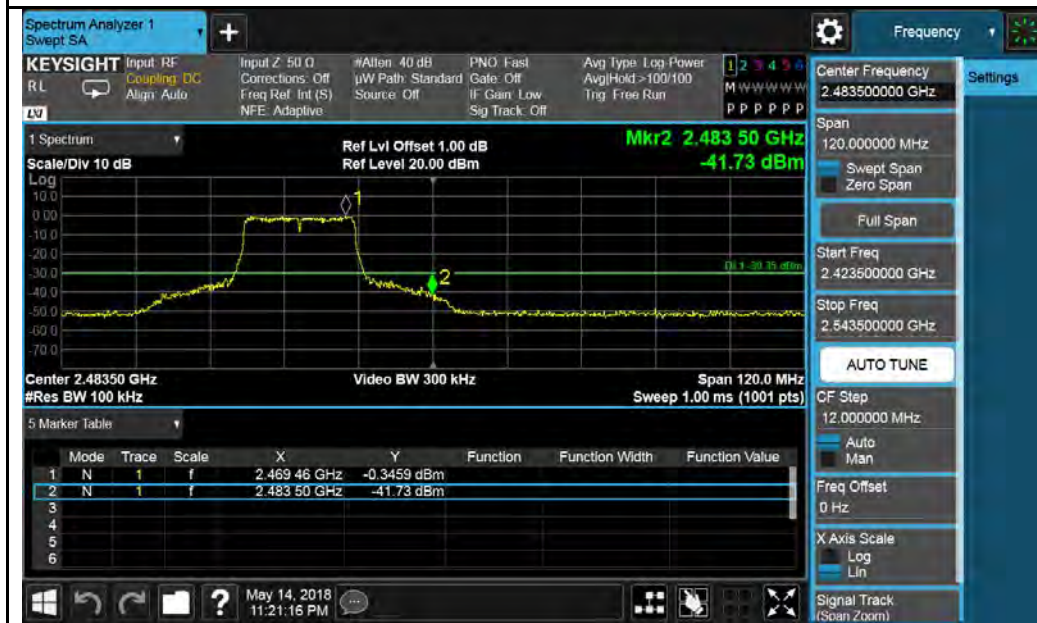 Spectrum Analyzer 1
Swept SA
Frequency
KEYSIGHT
RL
LXI
Input: RF
Coupling: DC
Align: Auto
Input Z: 50 Ω
Corrections: Off
Freq Ref: Int (S)
NFE: Adaptive
#Atten: 40 dB
µW Path: Standard
Source: Off
PNO: Fast
Gate: Off
IF Gain: Low
Sig Track: Off
Avg Type: Log-Power
Avg|Hold:>100/100
Trig: Free Run
1 2 3 4 5 6
M W W W W W
P P P P P P
1 Spectrum
Scale/Div 10 dB
Ref Lvl Offset 1.00 dB
Ref Level 20.00 dBm
Mkr2 2.483 50 GHz
-41.73 dBm
Log
10.0
0.00
-10.0
-20.0
-30.0
-40.0
-50.0
-60.0
-70.0
1
2
DL1 -30.35 dBm
Center 2.48350 GHz
#Res BW 100 kHz
Video BW 300 kHz
Span 120.0 MHz
Sweep 1.00 ms (1001 pts)
5 Marker Table
Mode Trace Scale X Y Function Function Width Function Value
1 N 1 f 2.469 46 GHz -0.3459 dBm
2 N 1 f 2.483 50 GHz -41.73 dBm
3
4
5
6
?
May 14, 2018
11:21:16 PM
Center Frequency
2.483500000 GHz
Settings
Span
120.000000 MHz
Swept Span
Zero Span
Full Span
Start Freq
2.423500000 GHz
Stop Freq
2.543500000 GHz
AUTO TUNE
CF Step
12.000000 MHz
Auto
Man
Freq Offset
0 Hz
X Axis Scale
Log
Lin
Signal Track
(Span Zoom)